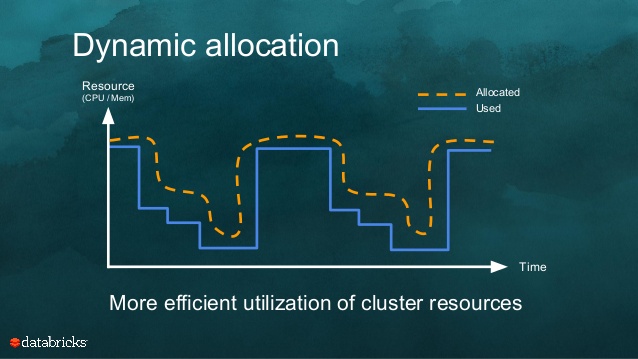 Dynamic allocation
Resource
(CPU / Mem)
Allocated
Used
Time
More efficient utilization of cluster resources
databricks